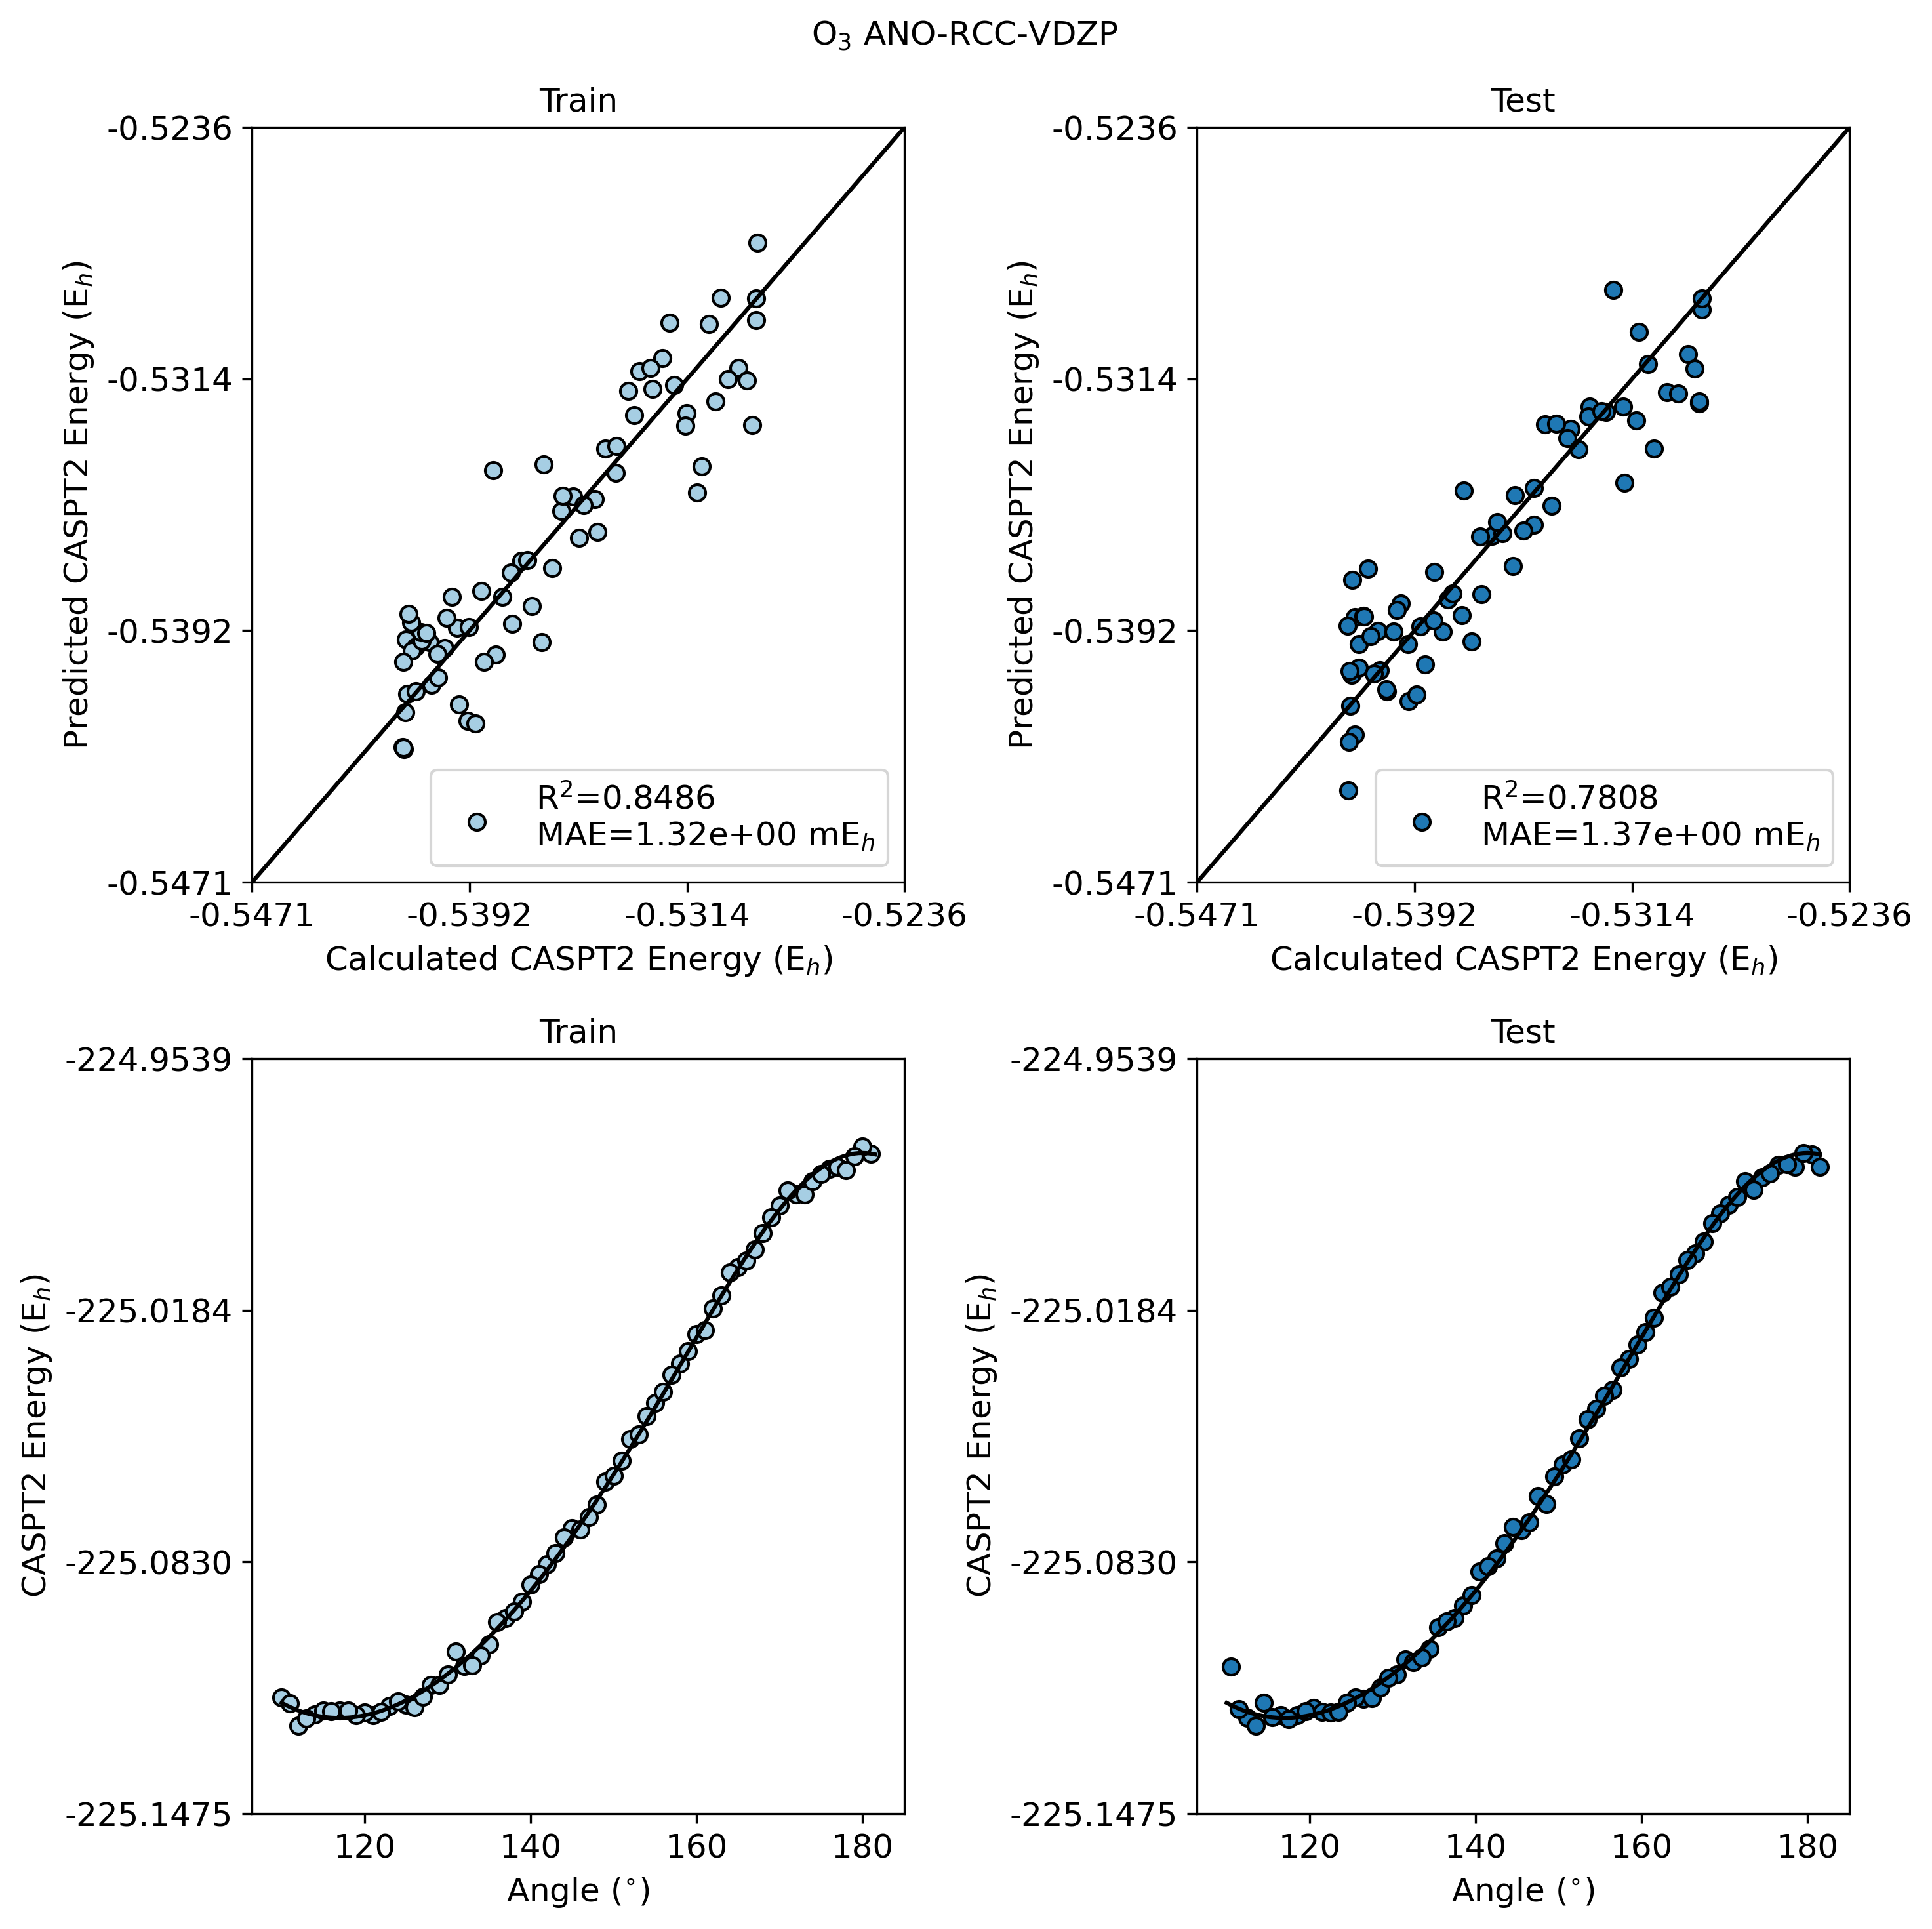 O₃ ANO-RCC-VDZP
Train
-0.5236
-0.5314
-0.5392
-0.5471
Predicted CASPT2 Energy (Eₕ)
R²=0.8486
MAE=1.32e+00 mEₕ
-0.5471 -0.5392 -0.5314 -0.5236
Calculated CASPT2 Energy (Eₕ)
Test
-0.5236
-0.5314
-0.5392
-0.5471
Predicted CASPT2 Energy (Eₕ)
R²=0.7808
MAE=1.37e+00 mEₕ
-0.5471 -0.5392 -0.5314 -0.5236
Calculated CASPT2 Energy (Eₕ)
Train
-224.9539
-225.0184
-225.0830
-225.1475
CASPT2 Energy (Eₕ)
120 140 160 180
Angle (°)
Test
-224.9539
-225.0184
-225.0830
-225.1475
CASPT2 Energy (Eₕ)
120 140 160 180
Angle (°)